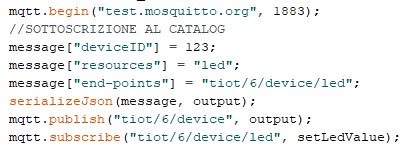 mqtt.begin("test.mosquitto.org", 1883);
//SOTTOSCRIZIONE AL CATALOG
message["deviceID"] = 123;
message["resources"] = "led";
message["end-points"] = "tiot/6/device/led";
serializeJson(message, output);
mqtt.publish("tiot/6/device", output);
mqtt.subscribe("tiot/6/device/led", setLedValue);